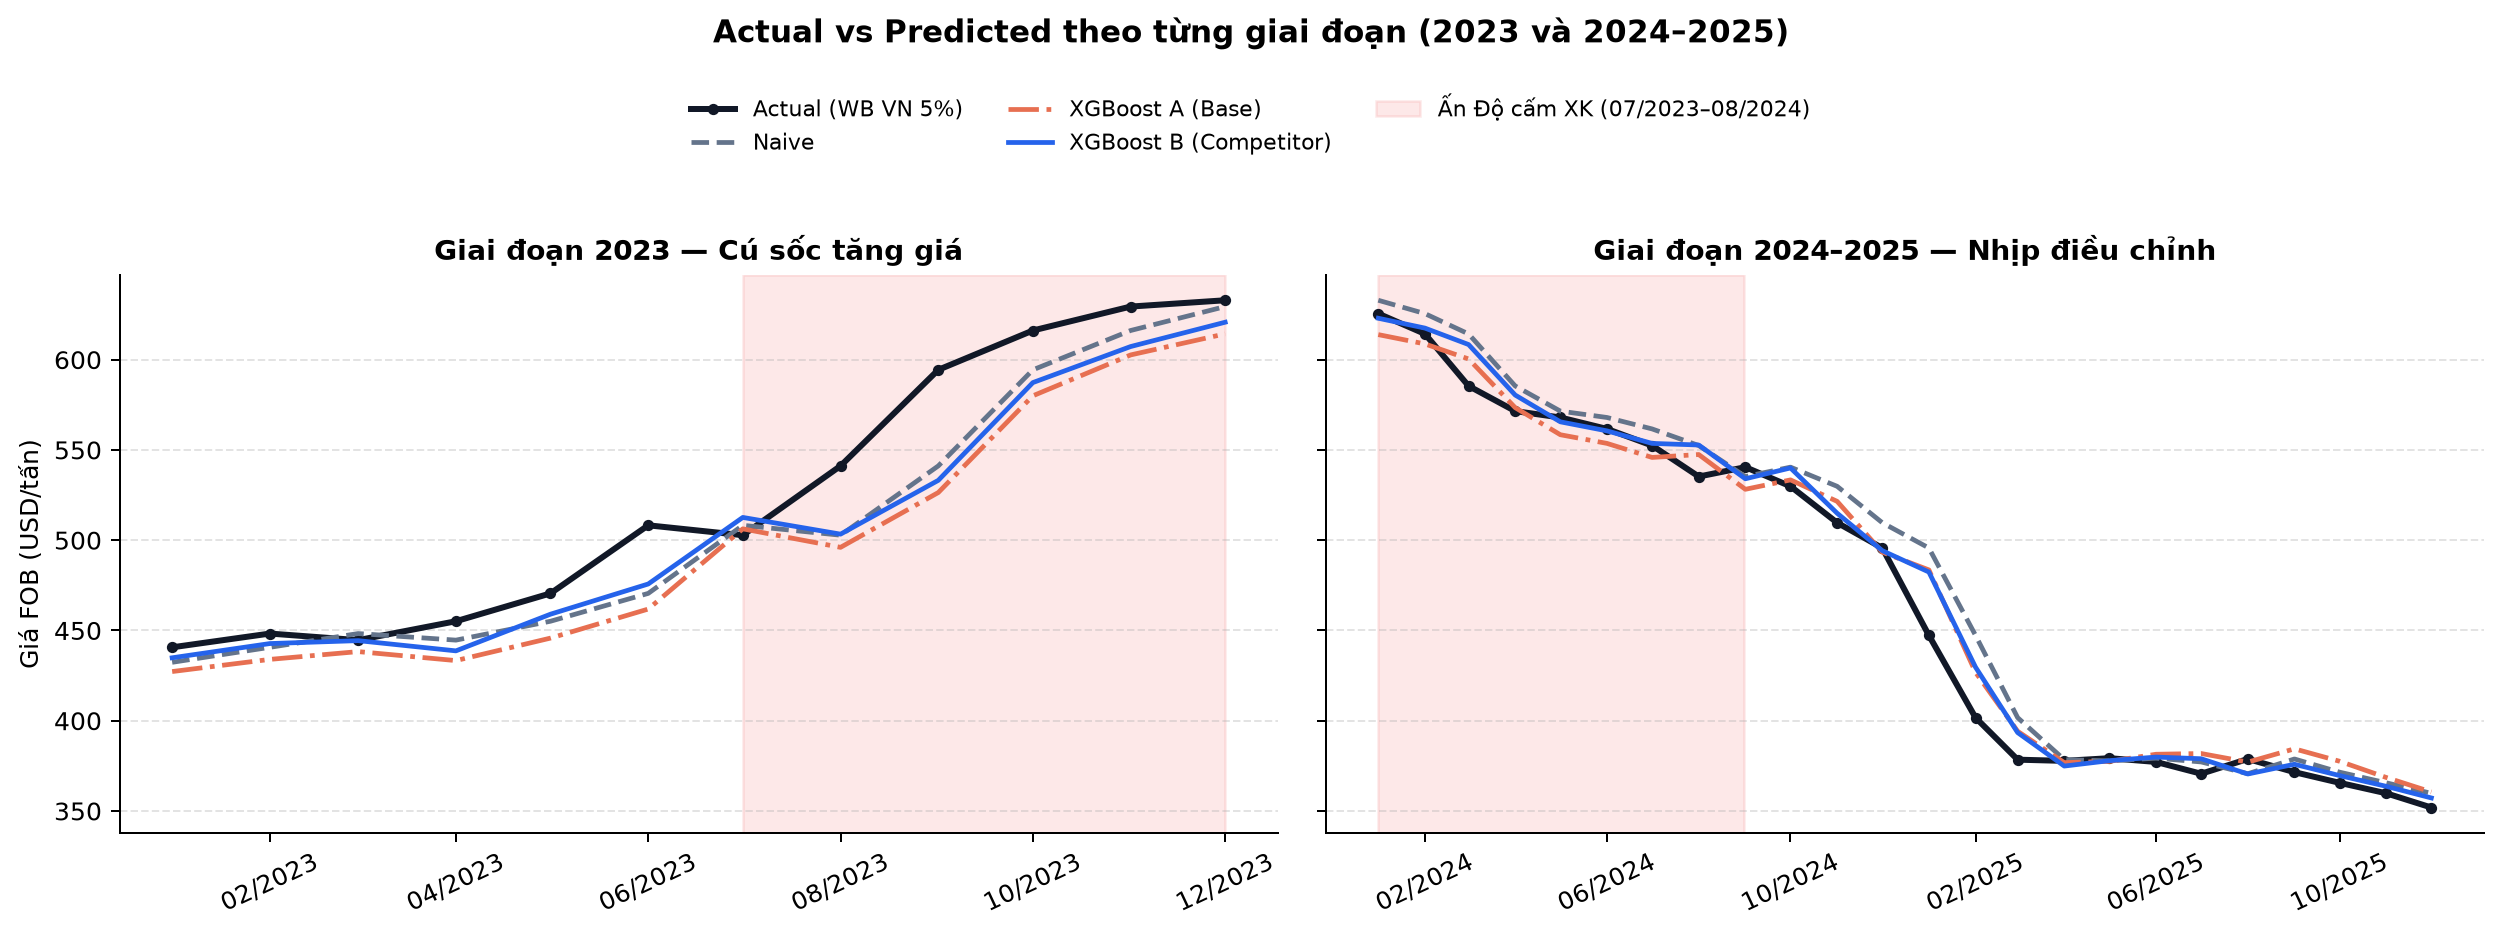 Actual vs Predicted theo từng giai đoạn (2023 và 2024–2025)
Actual (WB VN 5%)
Naive
XGBoost A (Base)
XGBoost B (Competitor)
Ấn Độ cấm XK (07/2023–08/2024)
Giai đoạn 2023 — Cú sốc tăng giá
Giá FOB (USD/tấn)
600
550
500
450
400
350
02/2023
04/2023
06/2023
08/2023
10/2023
12/2023
Giai đoạn 2024–2025 — Nhịp điều chỉnh
02/2024
06/2024
10/2024
02/2025
06/2025
10/2025